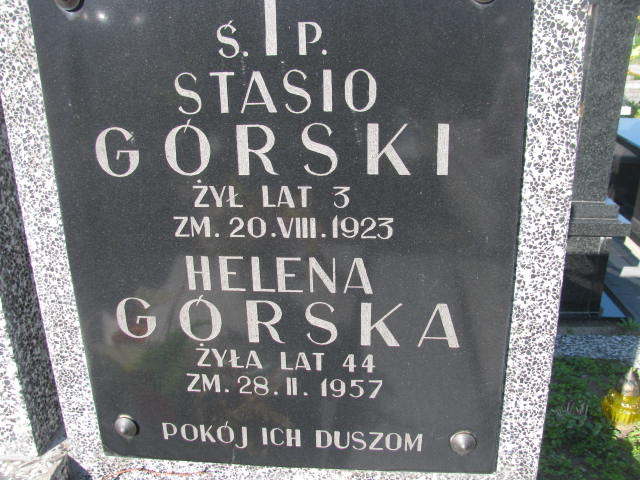 Ś. P.
STASIO
GÓRSKI
ŻYŁ LAT 3
ZM. 20.VIII.1923
HELENA
GÓRSKA
ŻYŁA LAT 44
ZM. 28.II.1957
POKÓJ ICH DUSZOM